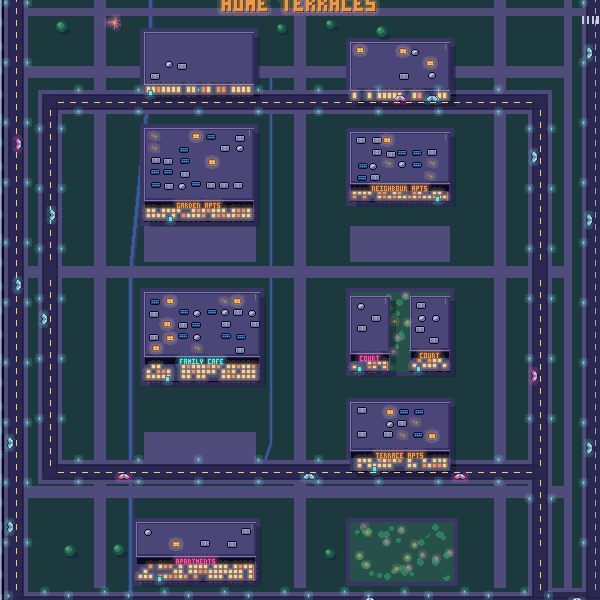 HOME TERRACES
GARDEN APTS
NEIGHBOUR APTS
FAMILY CAFE
COURT
COURT
TERRACE APTS
APARTMENTS